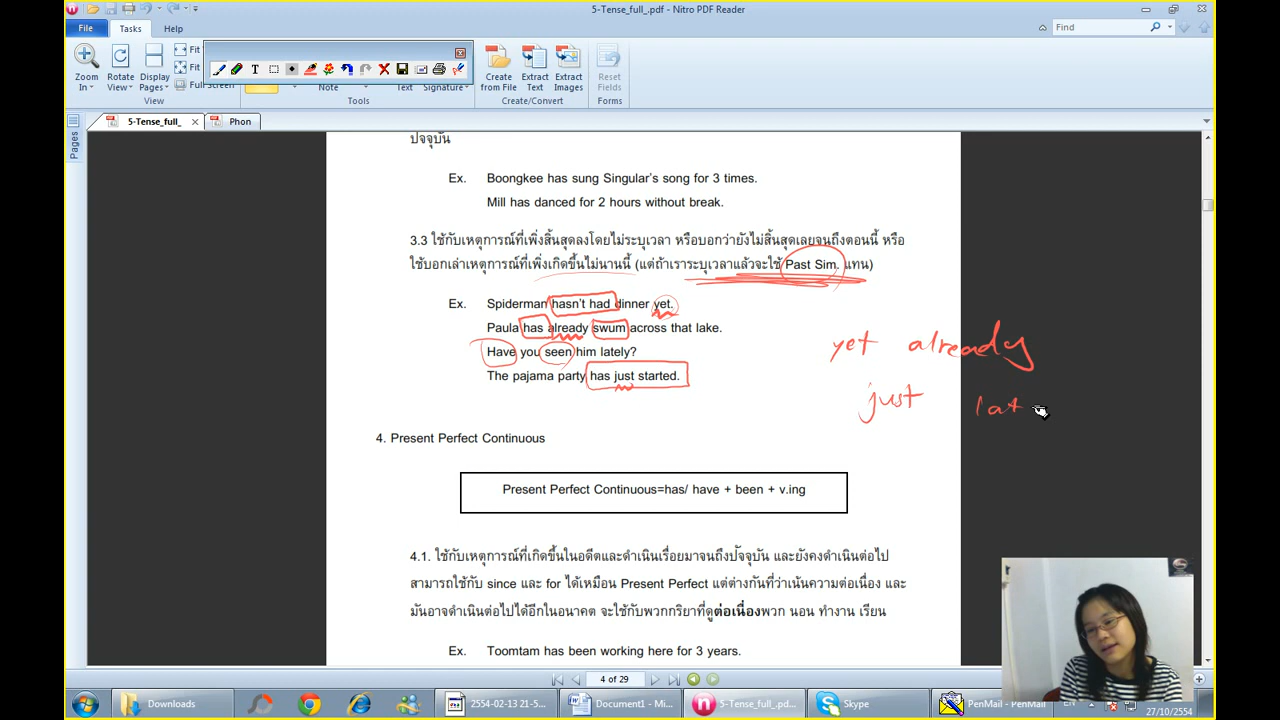 5-Tense_full_.pdf - Nitro PDF Reader
File Tasks Help
Find
Zoom In Rotate View Display Pages Fit Fit Full Screen
View
Note Text Signature
Tools
Create from File Extract Text Extract Images
Create/Convert
Reset Fields
Forms
5-Tense_full_ Phon
Pages
ปัจจุบัน
Ex. Boongkee has sung Singular's song for 3 times.
Mill has danced for 2 hours without break.
3.3 ใช้กับเหตุการณ์ที่เพิ่งสิ้นสุดลงโดยไม่ระบุเวลา หรือบอกว่ายังไม่สิ้นสุดเลยจนถึงตอนนี้ หรือ
ใช้บอกเล่าเหตุการณ์ที่เพิ่งเกิดขึ้นไม่นานนี้ (แต่ถ้าเราระบุเวลาแล้วจะใช้ Past Sim. แทน)
Ex. Spiderman hasn't had dinner yet.
Paula has already swum across that lake.
Have you seen him lately?
The pajama party has just started.
yet already
just lat
4. Present Perfect Continuous
Present Perfect Continuous=has/ have + been + v.ing
4.1. ใช้กับเหตุการณ์ที่เกิดขึ้นในอดีตและดำเนินเรื่อยมาจนถึงปัจจุบัน และยังคงดำเนินต่อไป
สามารถใช้กับ since และ for ได้เหมือน Present Perfect แต่ต่างกันที่ว่าเน้นความต่อเนื่อง และ
มันอาจดำเนินต่อไปได้อีกในอนาคต จะใช้กับพวกกริยาที่ดูต่อเนื่องพวก นอน ทำงาน เรียน
Ex. Toomtam has been working here for 3 years.
4 of 29
Downloads 2554-02-13 21-5... Document1 - Mi... 5-Tense_full_.pd... Skype PenMail - PenMail EN
27/10/2554